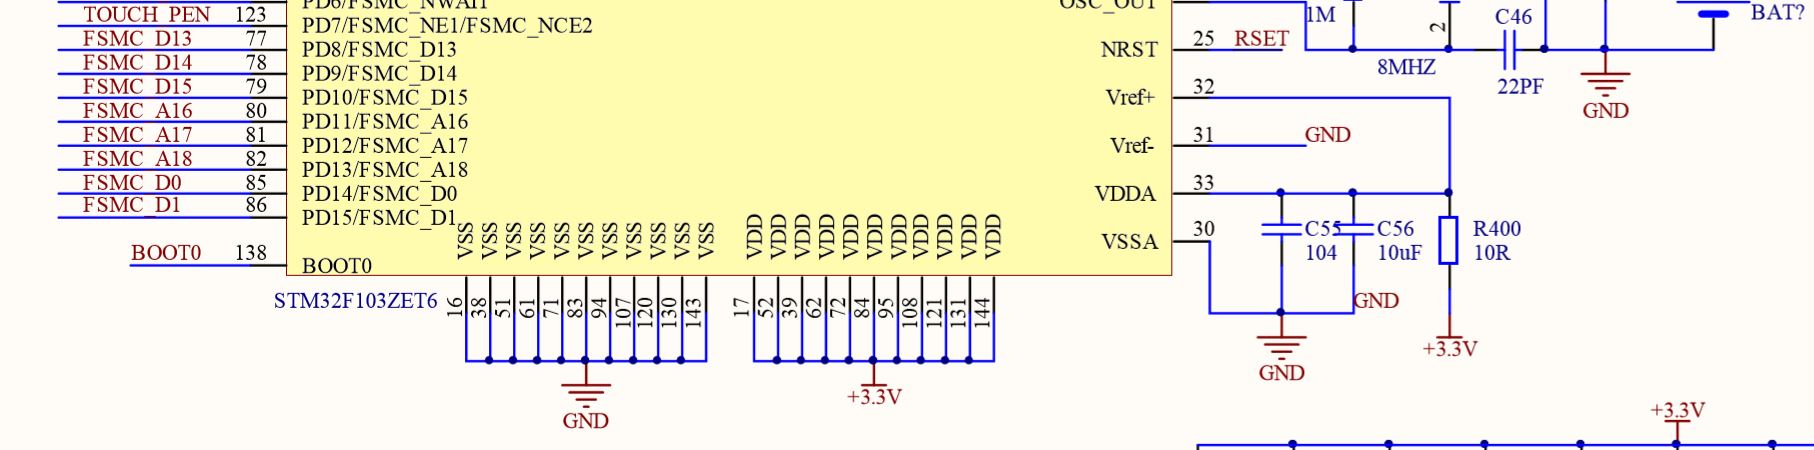 PD6/FSMC_NWAIT
OSC_OUT
TOUCH_PEN 123 PD7/FSMC_NE1/FSMC_NCE2
1M
2
C46
BAT?
FSMC_D13 77 PD8/FSMC_D13
NRST 25 RSET
FSMC_D14 78 PD9/FSMC_D14
8MHZ
22PF
FSMC_D15 79 PD10/FSMC_D15
Vref+ 32
GND
FSMC_A16 80 PD11/FSMC_A16
FSMC_A17 81 PD12/FSMC_A17
Vref- 31 GND
FSMC_A18 82 PD13/FSMC_A18
FSMC_D0 85 PD14/FSMC_D0
VDDA 33
FSMC_D1 86 PD15/FSMC_D1
VSS VSS VSS VSS VSS VSS VSS VSS VSS VSS VSS
VDD VDD VDD VDD VDD VDD VDD VDD VDD VDD VDD
VSSA 30
C55
104
C56
10uF
R400
10R
BOOT0 138 BOOT0
STM32F103ZET6
16 38 51 61 71 83 94 107 120 130 143
17 52 39 62 72 84 95 108 121 131 144
GND
+3.3V
GND
+3.3V
GND
+3.3V